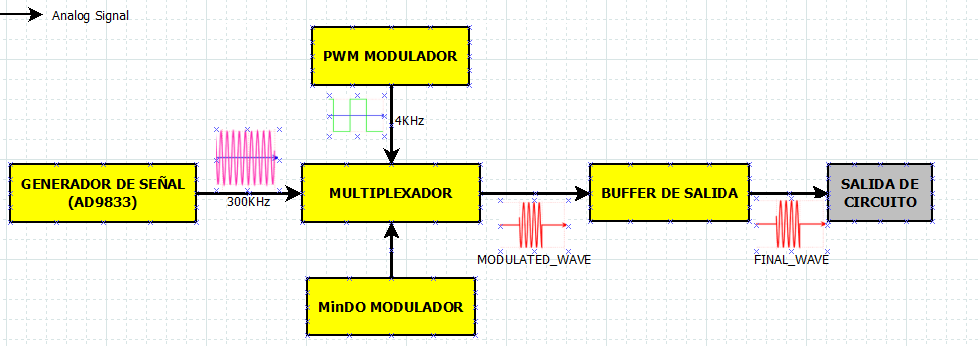 Analog Signal
PWM MODULADOR
4KHz
GENERADOR DE SEÑAL
(AD9833)
300KHz
MULTIPLEXADOR
MODULATED_WAVE
BUFFER DE SALIDA
FINAL_WAVE
SALIDA DE
CIRCUITO
MinDO MODULADOR